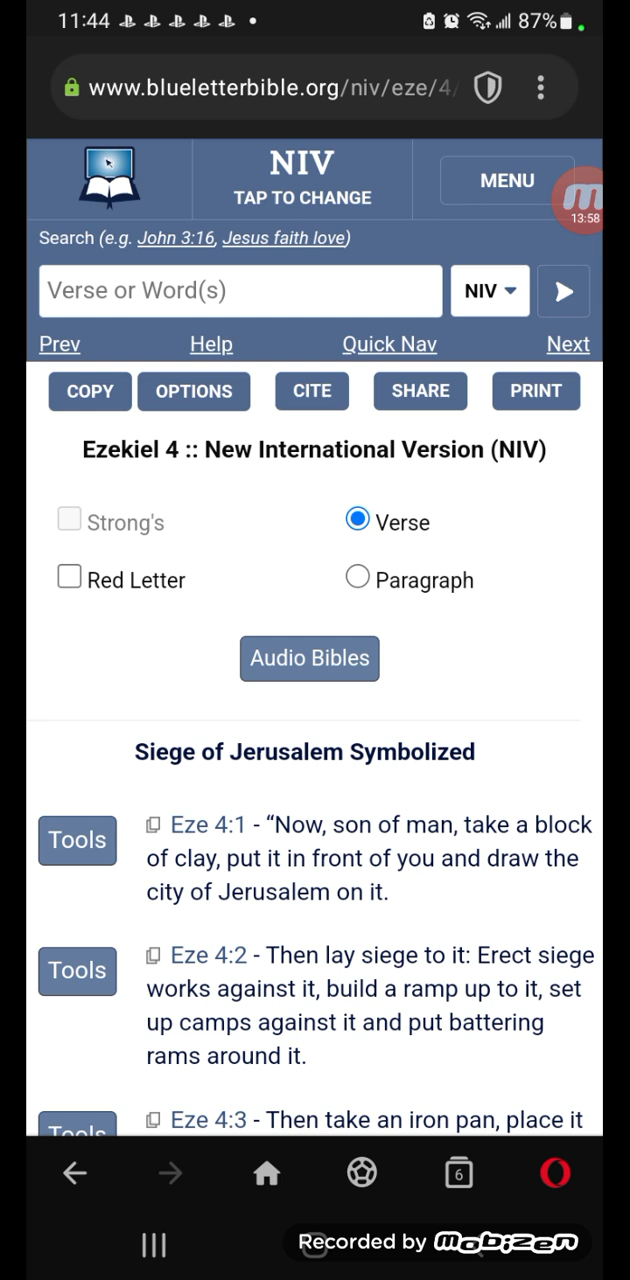 11:44 87%
www.blueletterbible.org/niv/eze/4/
NIV
TAP TO CHANGE
MENU
m
13:58
Search (e.g. John 3:16, Jesus faith love)
Verse or Word(s)
NIV
Prev Help Quick Nav Next
COPY OPTIONS CITE SHARE PRINT
Ezekiel 4 :: New International Version (NIV)
Strong's Verse
Red Letter Paragraph
Audio Bibles
Siege of Jerusalem Symbolized
Tools Eze 4:1 - “Now, son of man, take a block
of clay, put it in front of you and draw the
city of Jerusalem on it.
Tools Eze 4:2 - Then lay siege to it: Erect siege
works against it, build a ramp up to it, set
up camps against it and put battering
rams around it.
Tools Eze 4:3 - Then take an iron pan, place it
6
Recorded by mobizen